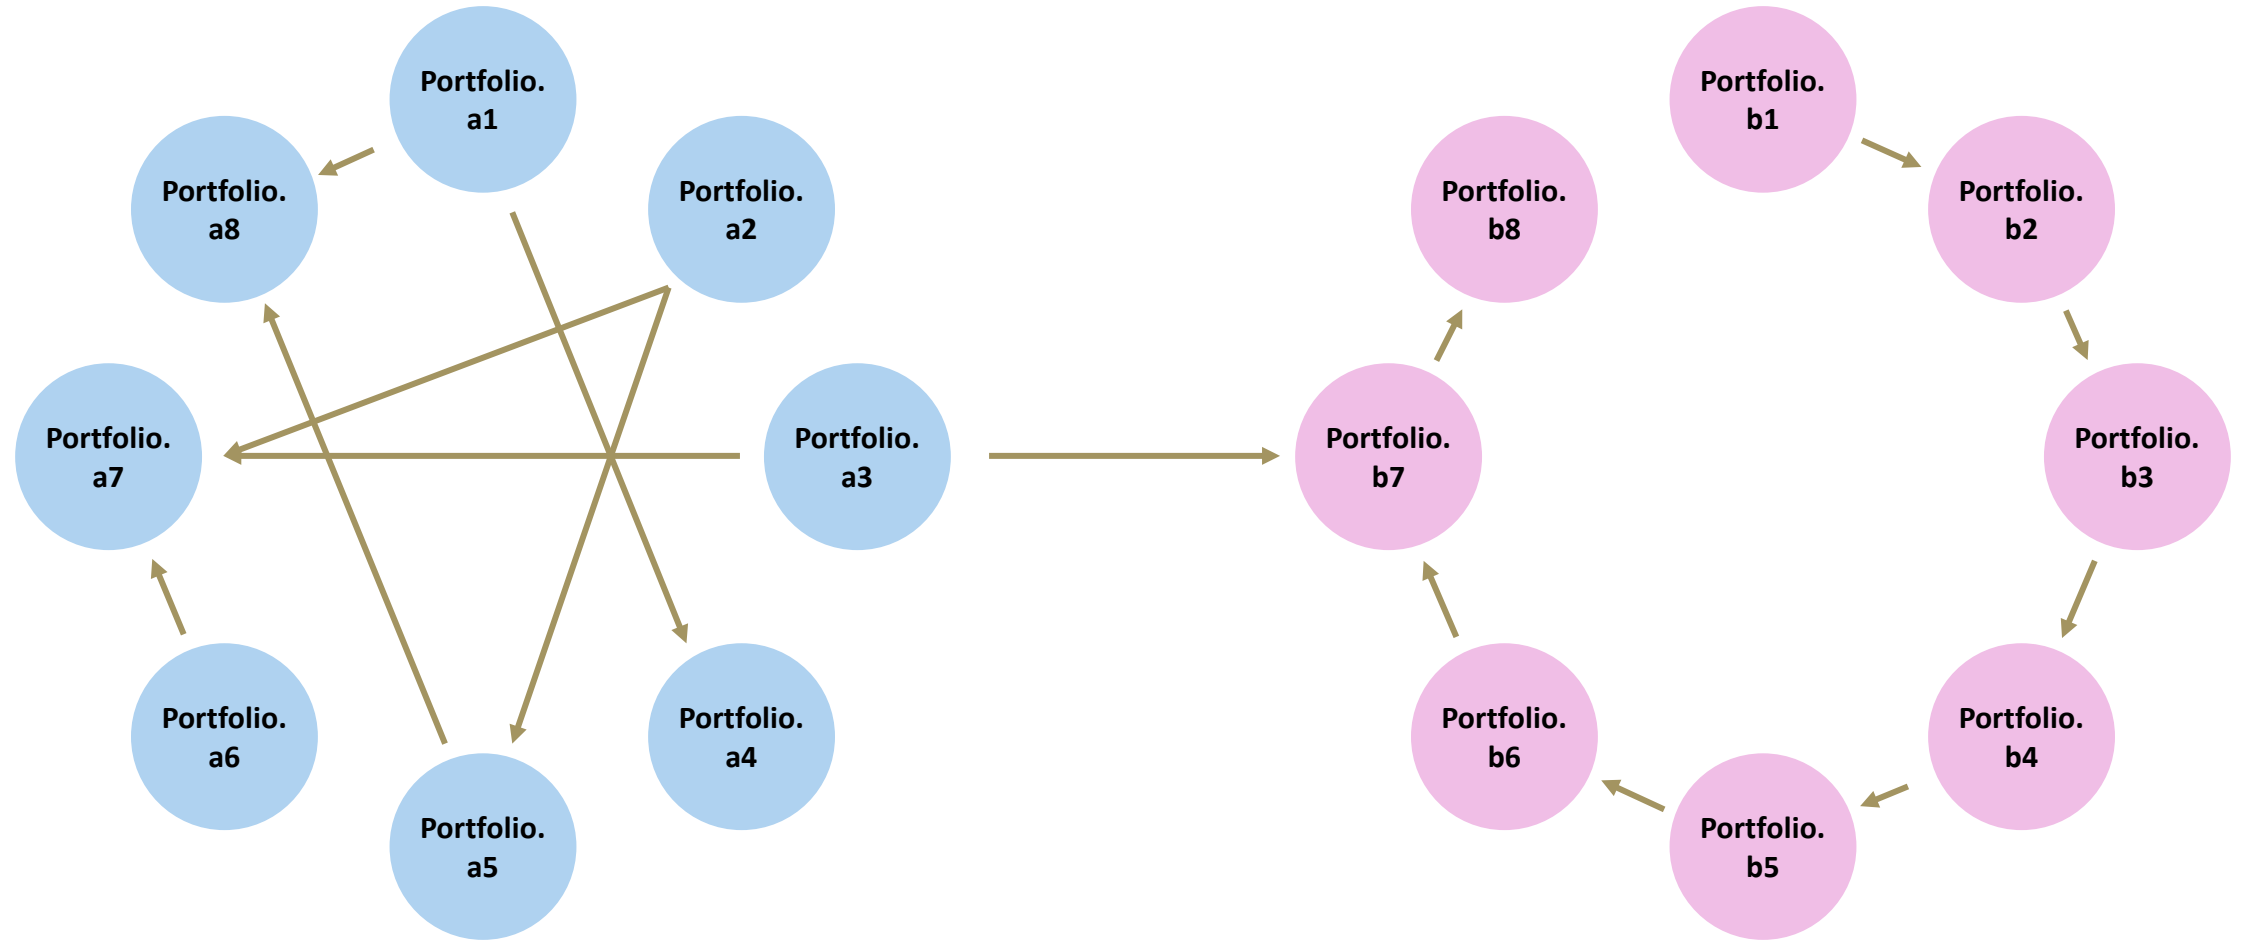 Portfolio.
a1
Portfolio.
a2
Portfolio.
a3
Portfolio.
a4
Portfolio.
a5
Portfolio.
a6
Portfolio.
a7
Portfolio.
a8
Portfolio.
b1
Portfolio.
b2
Portfolio.
b3
Portfolio.
b4
Portfolio.
b5
Portfolio.
b6
Portfolio.
b7
Portfolio.
b8